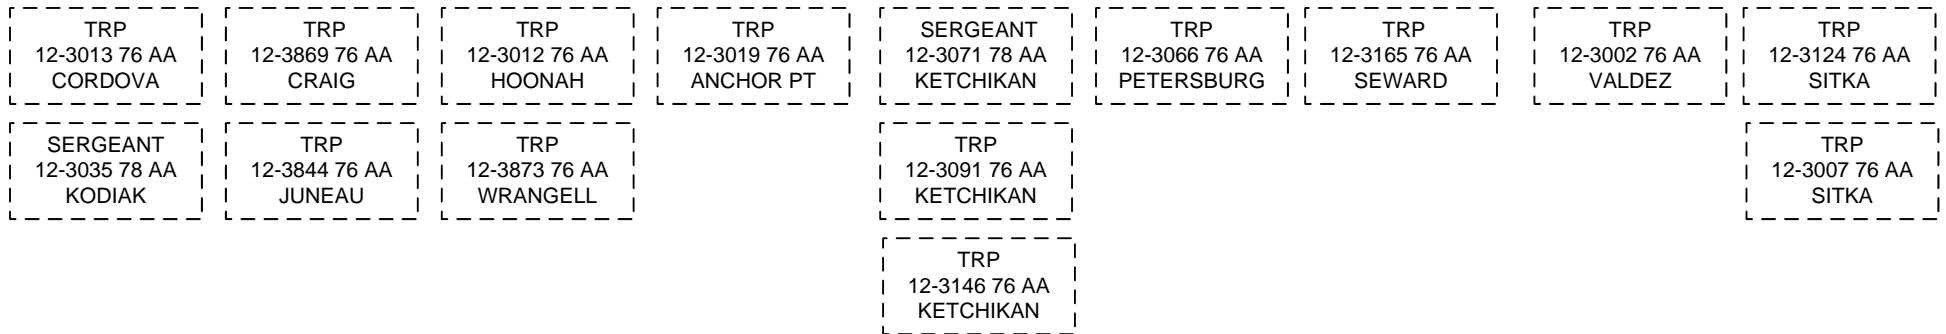 TRP
12-3013 76 AA
CORDOVA
TRP
12-3869 76 AA
CRAIG
TRP
12-3012 76 AA
HOONAH
TRP
12-3019 76 AA
ANCHOR PT
SERGEANT
12-3071 78 AA
KETCHIKAN
TRP
12-3066 76 AA
PETERSBURG
TRP
12-3165 76 AA
SEWARD
TRP
12-3002 76 AA
VALDEZ
TRP
12-3124 76 AA
SITKA
SERGEANT
12-3035 78 AA
KODIAK
TRP
12-3844 76 AA
JUNEAU
TRP
12-3873 76 AA
WRANGELL
TRP
12-3091 76 AA
KETCHIKAN
TRP
12-3007 76 AA
SITKA
TRP
12-3146 76 AA
KETCHIKAN